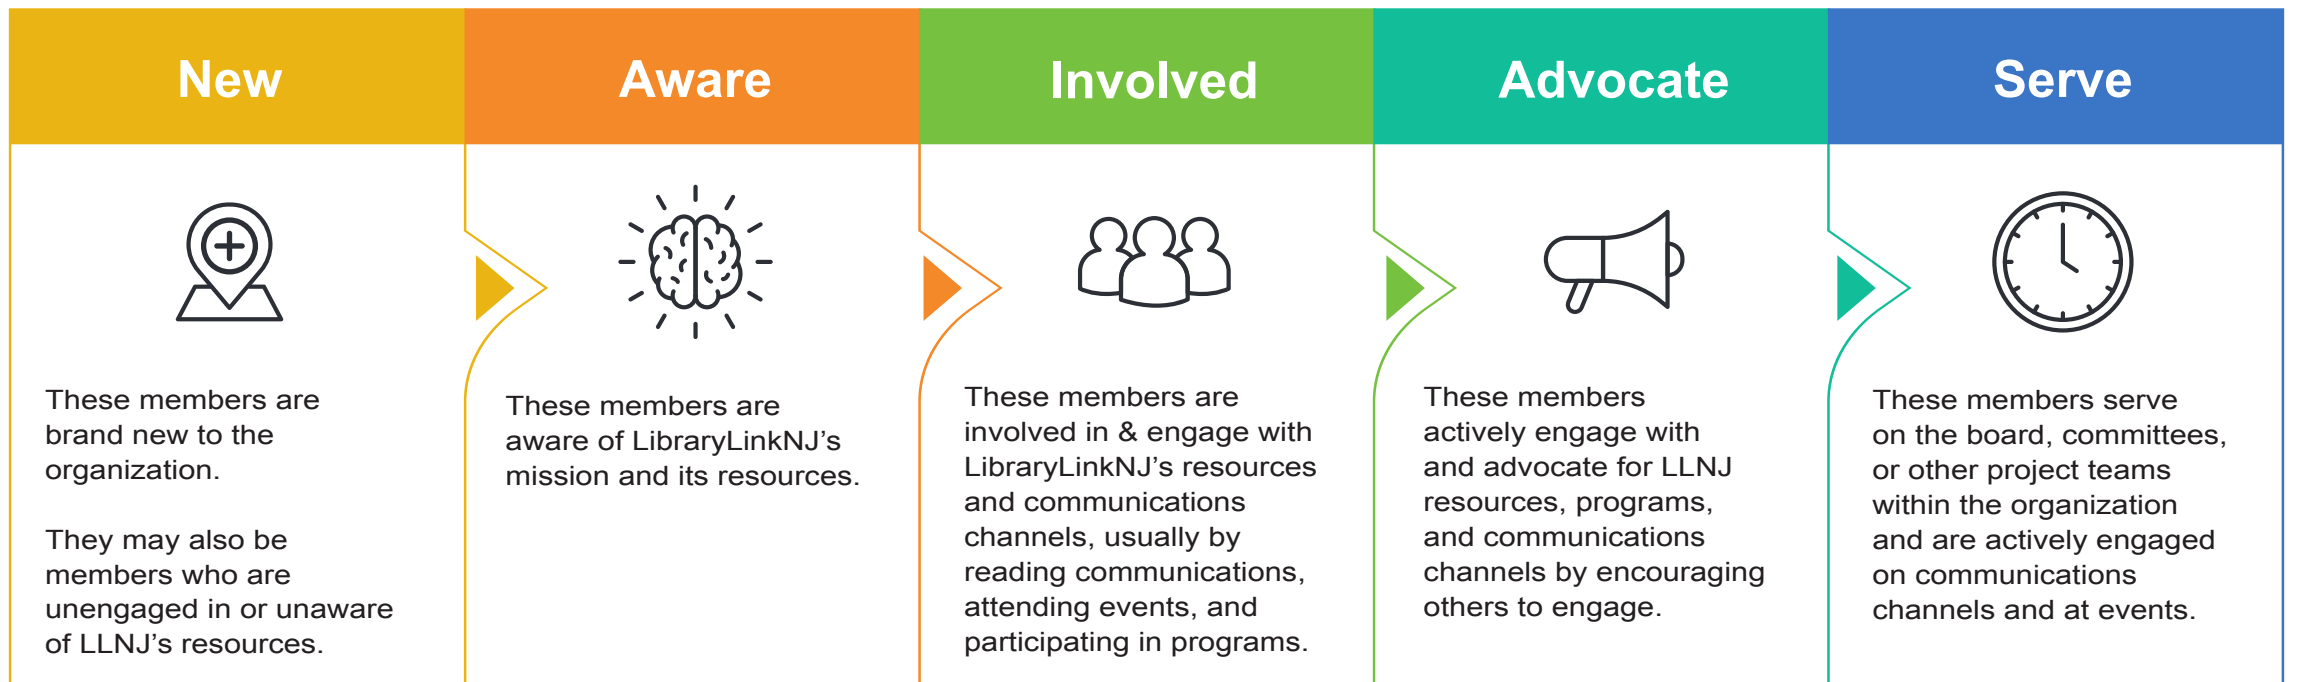 New
These members are
brand new to the
organization.
They may also be
members who are
unengaged in or unaware
of LLNJ’s resources.
Aware
These members are
aware of LibraryLinkNJ’s
mission and its resources.
Involved
These members are
involved in & engage with
LibraryLinkNJ’s resources
and communications
channels, usually by
reading communications,
attending events, and
participating in programs.
Advocate
These members
actively engage with
and advocate for LLNJ
resources, programs,
and communications
channels by encouraging
others to engage.
Serve
These members serve
on the board, committees,
or other project teams
within the organization
and are actively engaged
on communications
channels and at events.